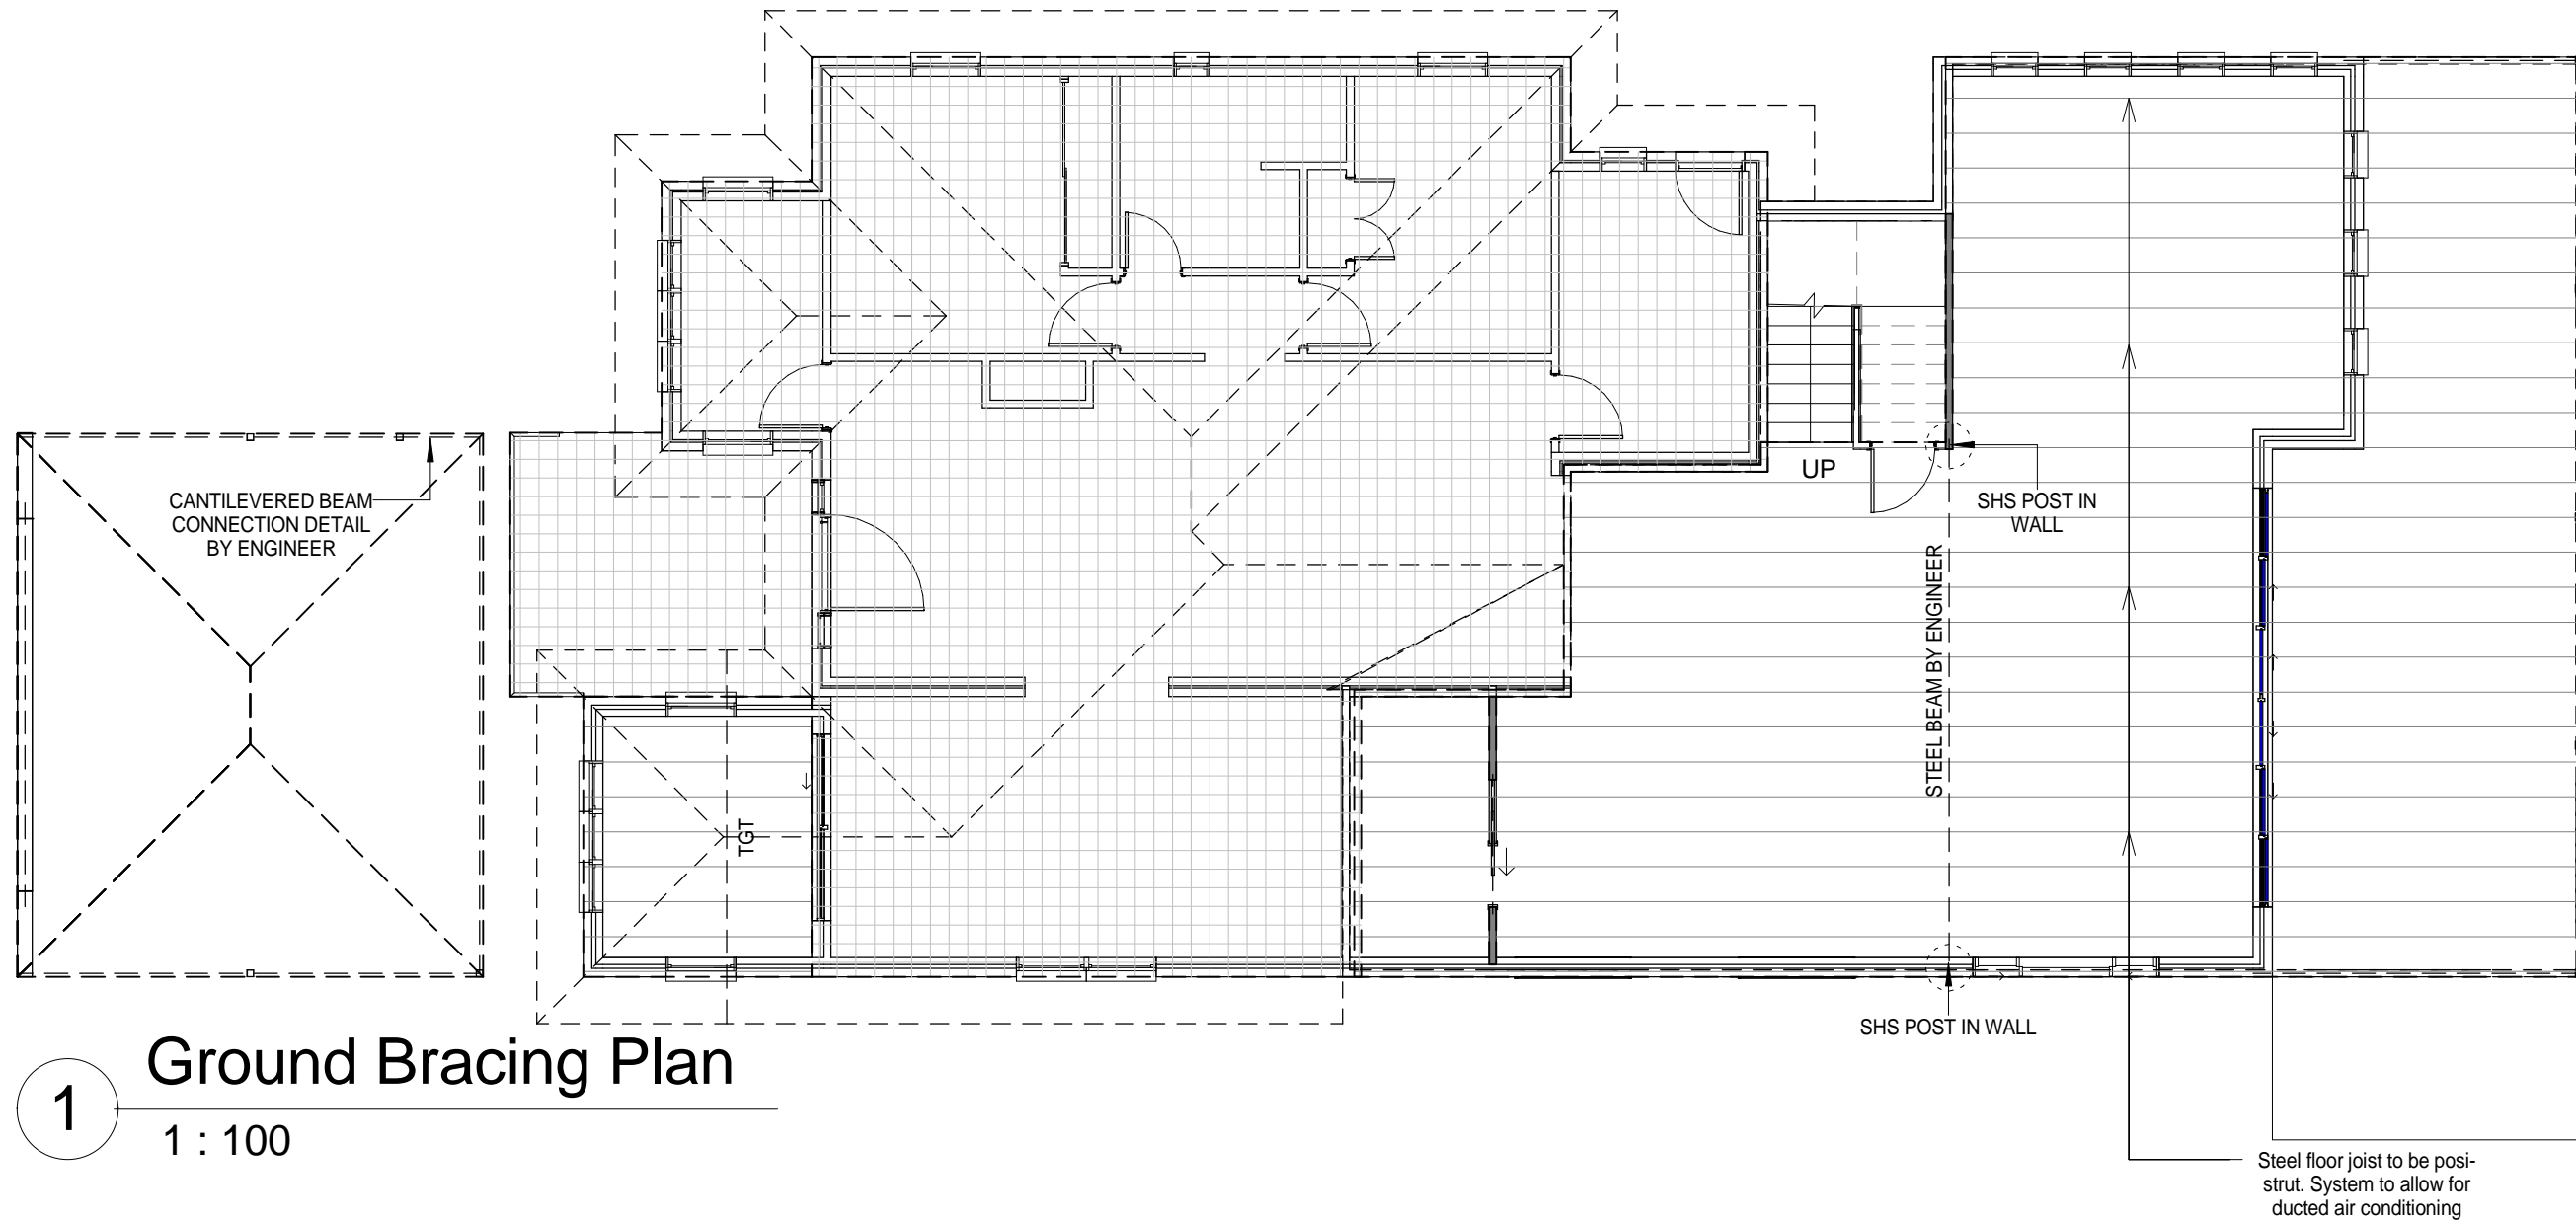 CANTILEVERED BEAM
CONNECTION DETAIL
BY ENGINEER
UP
SHS POST IN
WALL
STEEL BEAM BY ENGINEER
TGT
SHS POST IN WALL
1
Ground Bracing Plan
1 : 100
Steel floor joist to be posi-
strut. System to allow for
ducted air conditioning